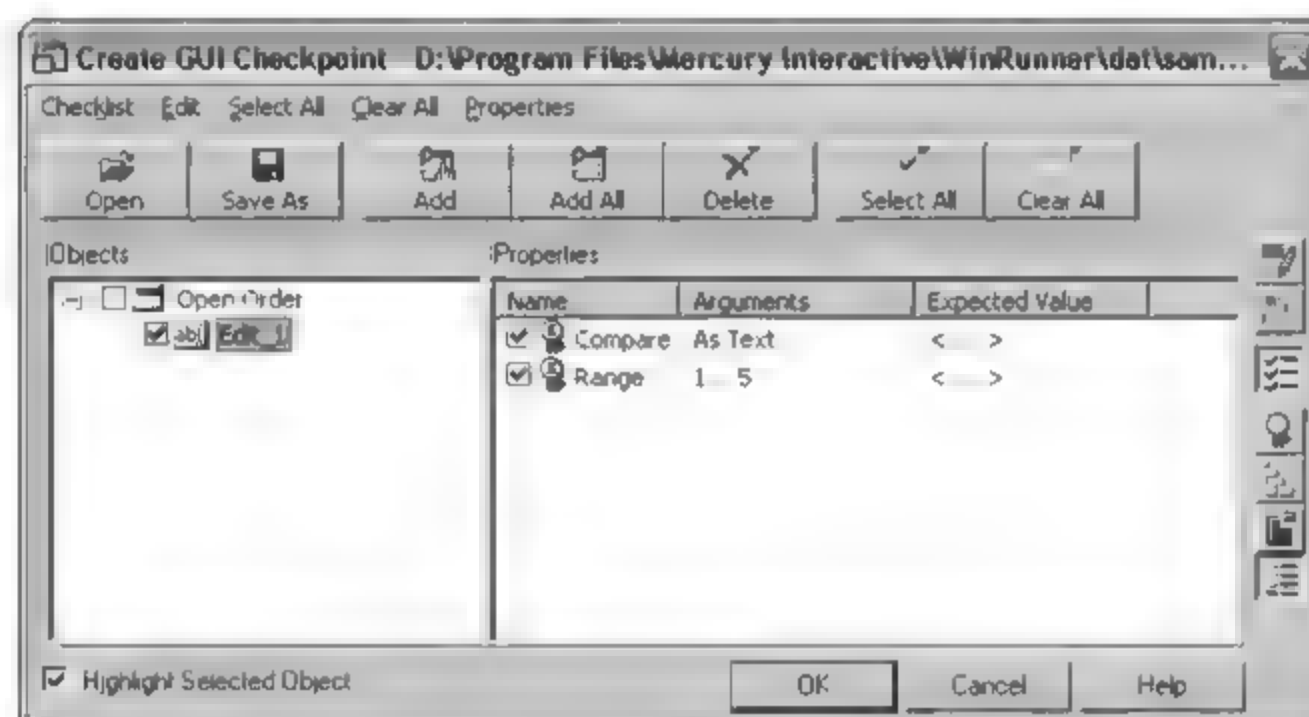 Create GUI Checkpoint D:\Program Files\Mercury Interactive\WinRunner\dat\sam...
Checklist Edit Select All Clear All Properties
Open Save As Add Add All Delete Select All Clear All
Objects Properties
Open Order
Edit_1
Name Arguments Expected Value
Compare As Text < >
Range 1 5 < >
Highlight Selected Object OK Cancel Help